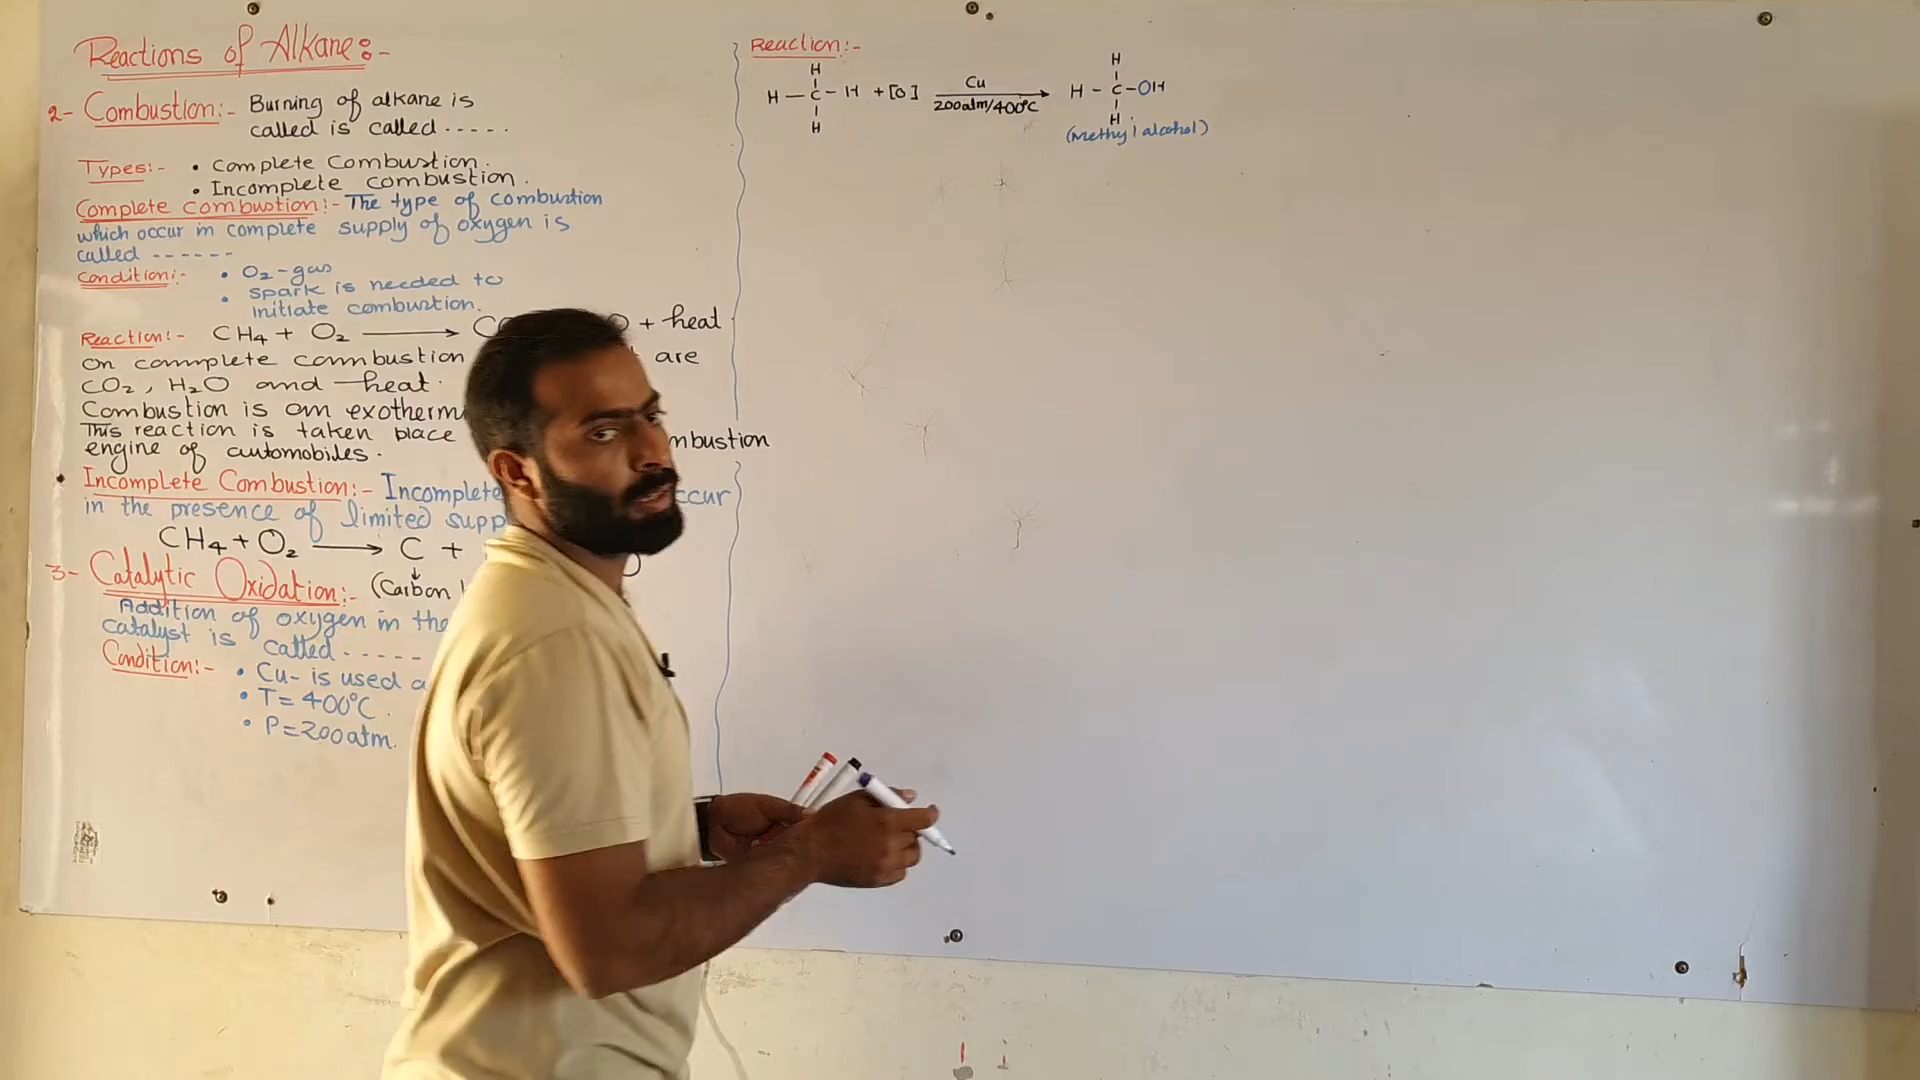 Reactions of Alkane:-
2- Combustion:- Burning of alkane is
called is called -----
Types:- • Complete Combustion.
• Incomplete combustion.
Complete combustion:- The type of combustion
which occur in complete supply of oxygen is
called ------
Condition:- • O₂-gas
• spark is needed to
initiate combustion.
Reaction:- CH₄ + O₂ ⟶ + heat
On complete combustion are
CO₂, H₂O and heat.
Combustion is an exotherm
This reaction is taken place mbustion
engine of automobiles.
Incomplete Combustion:- Incomplete ccur
in the presence of limited supp
CH₄ + O₂ ⟶ C +
3- Catalytic Oxidation:- (Carbon
Addition of oxygen in the
catalyst is called -----
Condition:- • Cu- is used a
• T = 400°C.
• P = 200 atm.
Reaction:-
H H
H — C — H + [O] Cu ⟶ H - C - OH
200atm/400°C
H H
(Methyl alcohol)